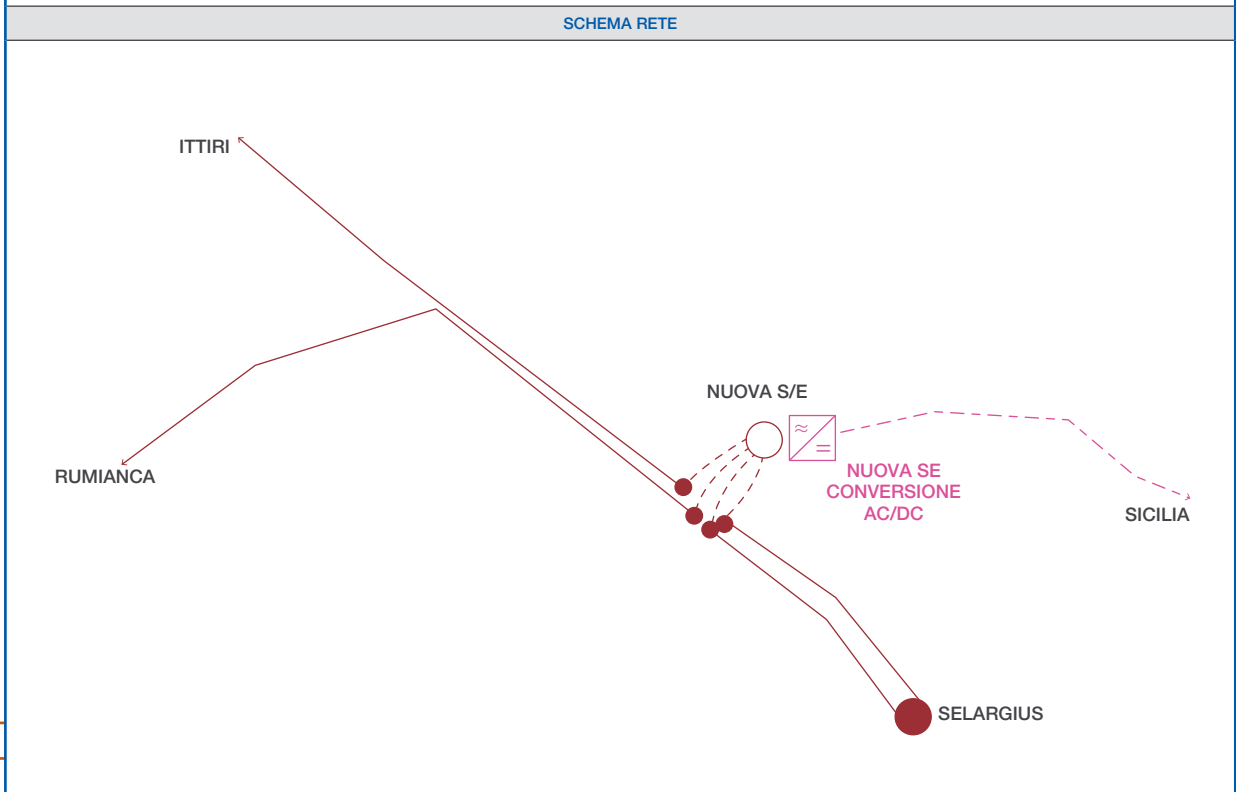 SCHEMA RETE
ITTIRI
NUOVA S/E
RUMIANCA
NUOVA SE
CONVERSIONE
AC/DC
SICILIA
SELARGIUS